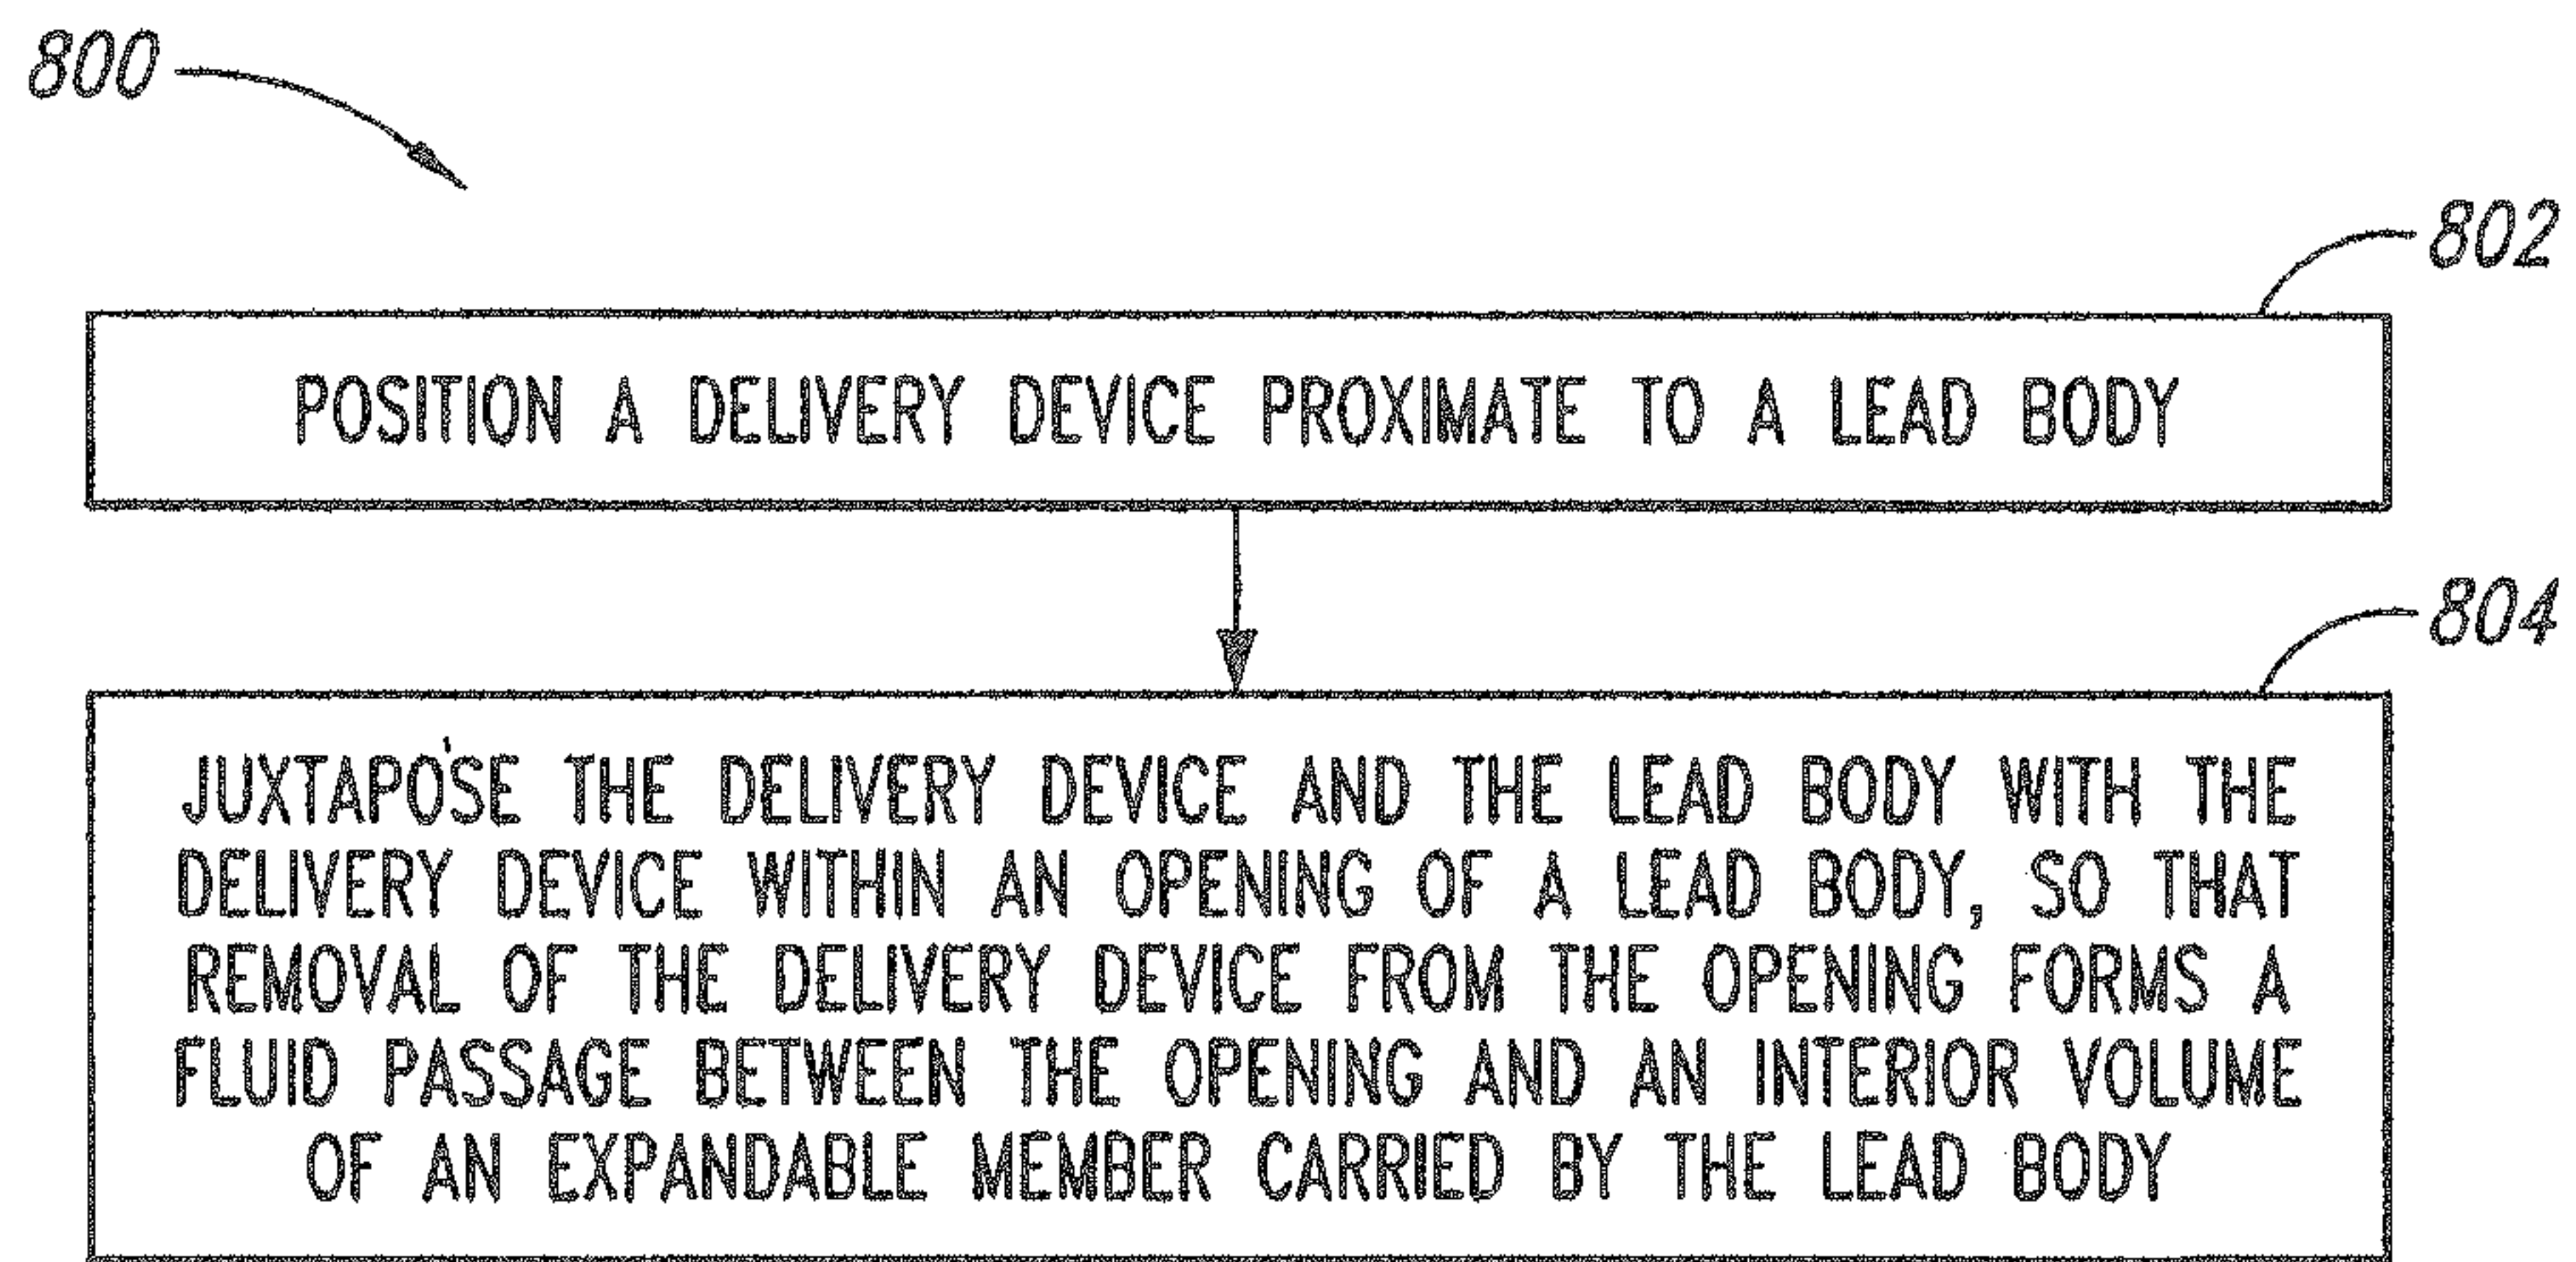 800
802
POSITION A DELIVERY DEVICE PROXIMATE TO A LEAD BODY
804
JUXTAPOSE THE DELIVERY DEVICE AND THE LEAD BODY WITH THE
DELIVERY DEVICE WITHIN AN OPENING OF A LEAD BODY, SO THAT
REMOVAL OF THE DELIVERY DEVICE FROM THE OPENING FORMS A
FLUID PASSAGE BETWEEN THE OPENING AND AN INTERIOR VOLUME
OF AN EXPANDABLE MEMBER CARRIED BY THE LEAD BODY